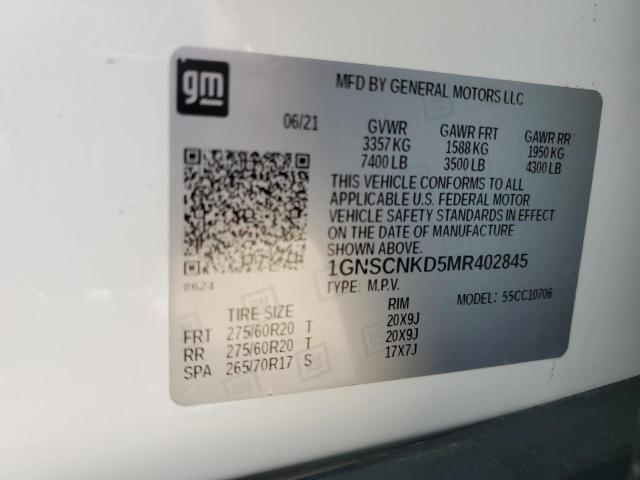 gm
MFD BY GENERAL MOTORS LLC
06/21 GVWR GAWR FRT GAWR RR
3357 KG 1588 KG 1950 KG
7400 LB 3500 LB 4300 LB
THIS VEHICLE CONFORMS TO ALL
APPLICABLE U.S. FEDERAL MOTOR
VEHICLE SAFETY STANDARDS IN EFFECT
ON THE DATE OF MANUFACTURE
SHOWN ABOVE.
1GNSCNKD5MR402845
8624
TYPE: M.P.V. MODEL: 55CC10706
TIRE SIZE RIM
FRT 275/60R20 T 20X9J
RR 275/60R20 T 20X9J
SPA 265/70R17 S 17X7J